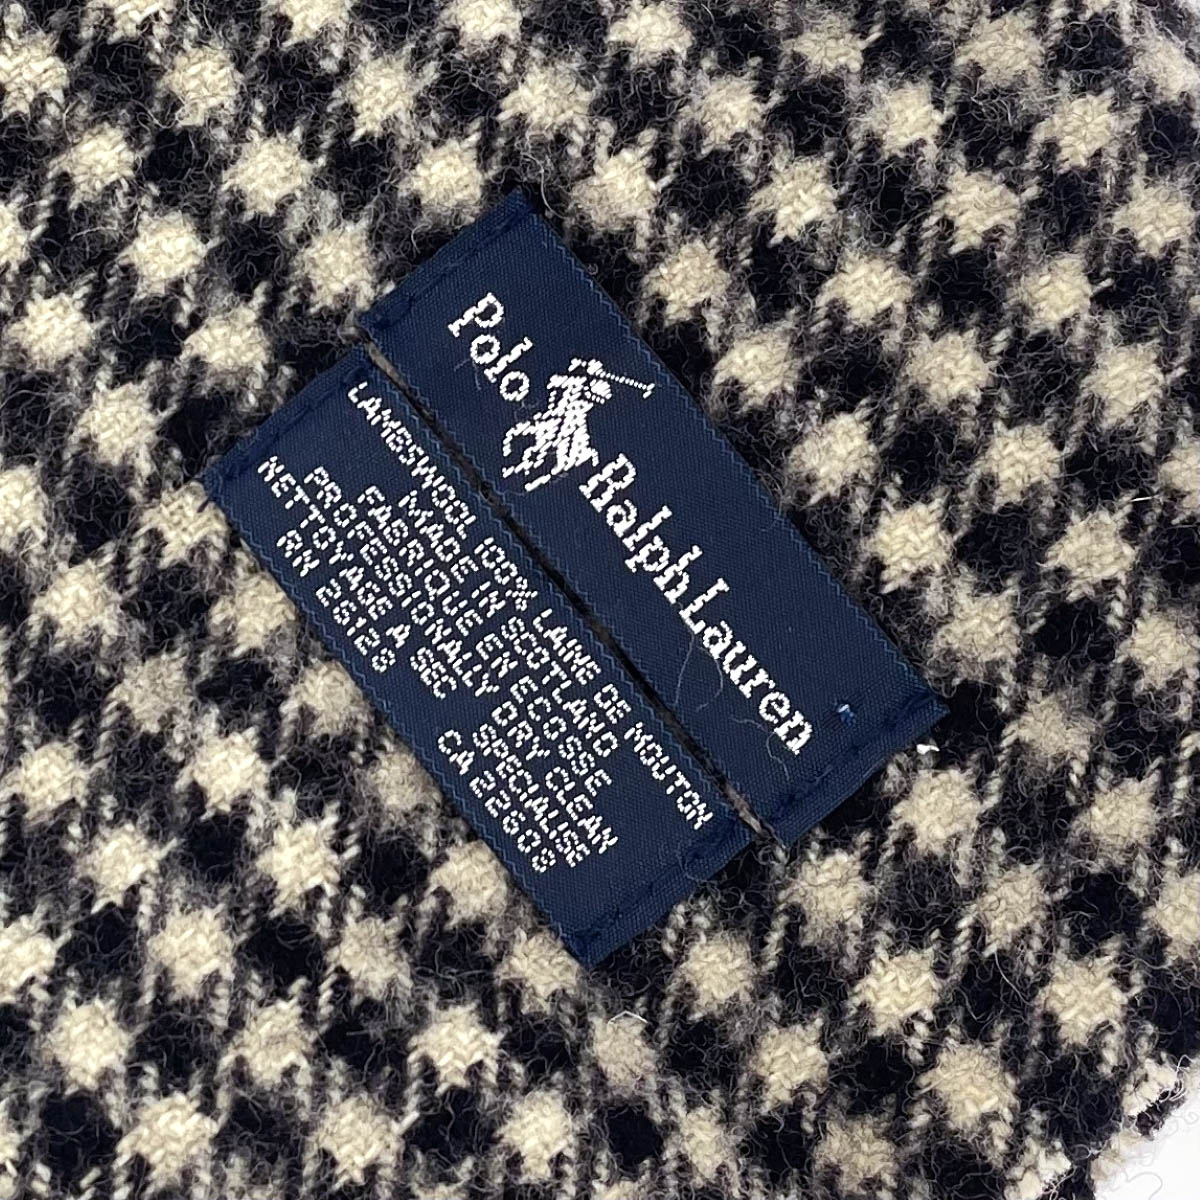 Polo Ralph Lauren
LAMBSWOOL 100% LAINE DE MOUTON
MADE IN SCOTLAND
FABRIQUE EN ECOSSE
PROFESSIONALLY DRY CLEAN
NETTOYAGE A SEC SPECIALISE
RN 26128 CA 22609